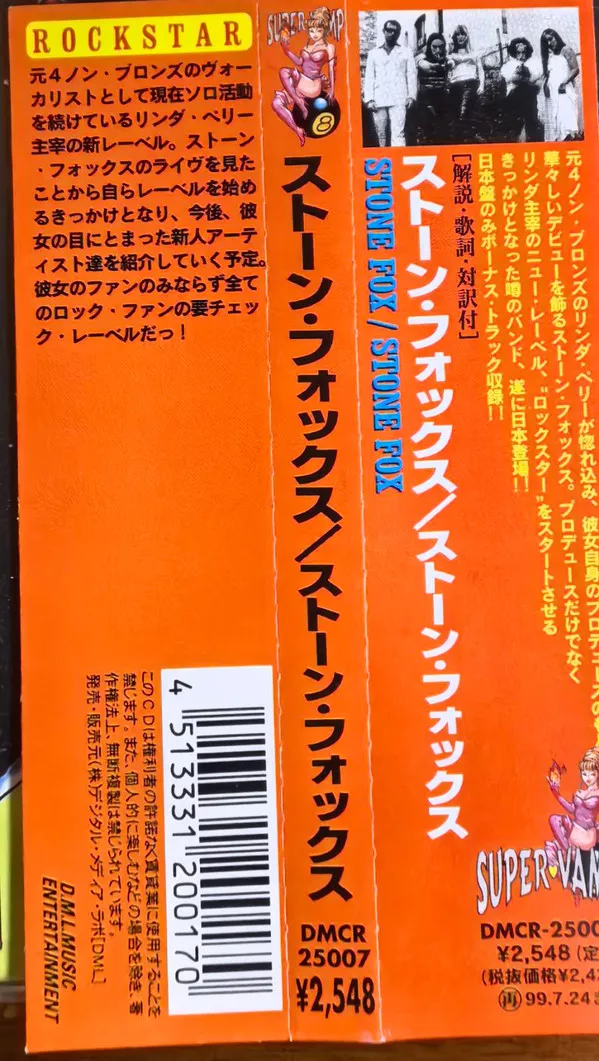 ROCKSTAR
元4ノン・ブロンズのヴォー
カリストとして現在ソロ活動
を続けているリンダ・ペリー
主宰の新レーベル。ストーン
・フォックスのライヴを見た
ことから自らレーベルを始め
るきっかけとなり、今後、彼
女の目にとまった新人アーテ
ィスト達を紹介していく予定。
彼女のファンのみならず全て
のロック・ファンの要チェッ
ク・レーベルだっ!
このCDは権利者の許諾なく賃貸業に使用することを
禁じます。また、個人的に楽しむなどの場合を除き、著
作権法上、無断複製は禁じられています。
発売・販売元(株)デジタル・メディア・ラボ[DML]
D.M.L.MUSIC
ENTERTAINMENT
4 513331 200170
SUPER VAMP
8
ストーン・フォックス/ストーン・フォックス
DMCR
25007
¥2,548
元4ノン・ブロンズのリンダ・ペリーが惚れ込み、彼女自身のプロデュースの
華々しいデビューを飾るストーン・フォックス。プロデュースだけでなく
リンダ主宰のニュー・レーベル、"ロックスター"をスタートさせる
きっかけとなった噂のバンド、遂に日本登場!!
日本盤のみボーナス・トラック収録!!
[解説・歌詞・対訳付]
ストーン・フォックス/ストーン・フォックス
STONE FOX / STONE FOX
SUPER VAM
DMCR-2500
¥2,548 (定
(税抜価格¥2,4
再 99.7.24